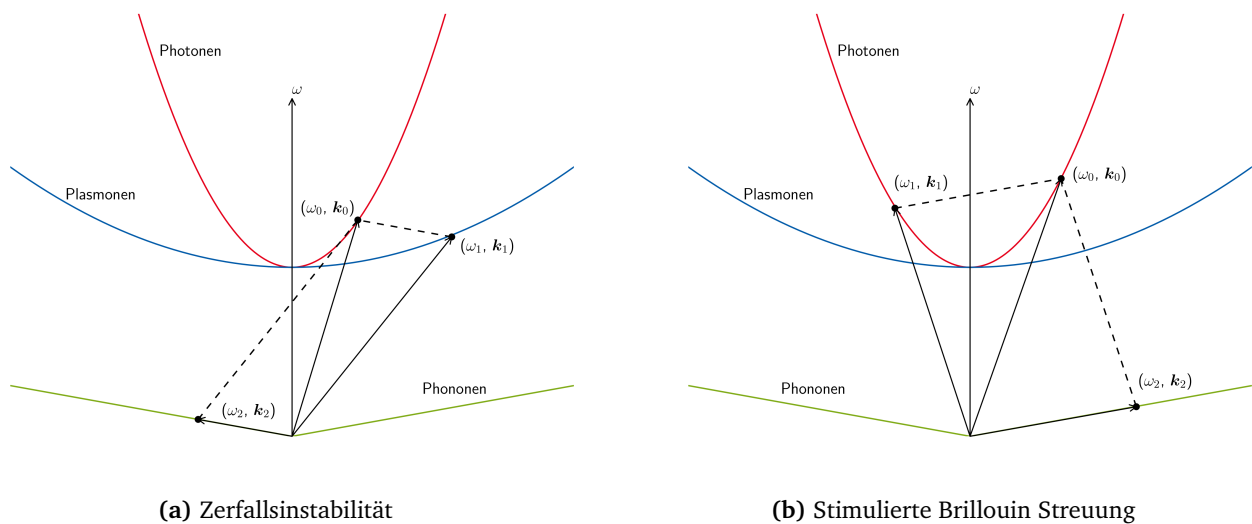 Photonen
ω
Plasmonen
(ω₀, k₀)
(ω₁, k₁)
Phononen
(ω₂, k₂)
(a) Zerfallsinstabilität
Photonen
ω
Plasmonen
(ω₁, k₁)
(ω₀, k₀)
Phononen
(ω₂, k₂)
(b) Stimulierte Brillouin Streuung